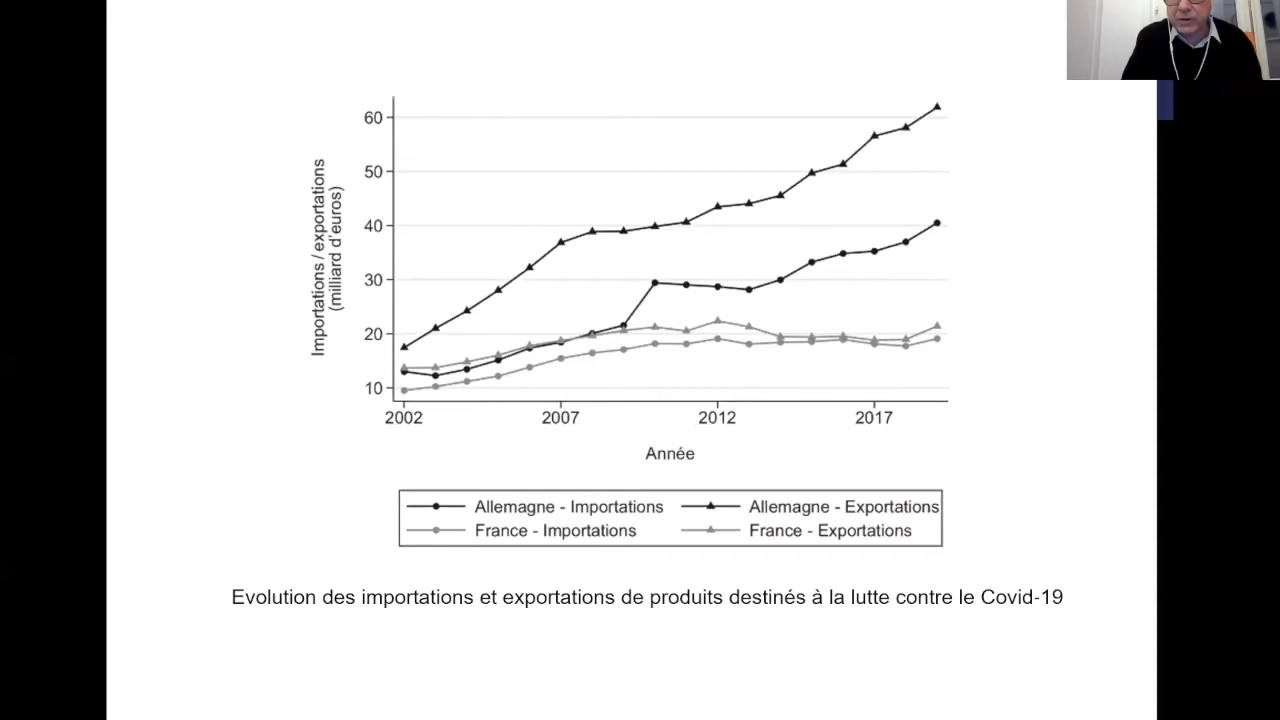 60
50
40
30
20
10
Importations / exportations
(milliard d'euros)
2002 2007 2012 2017
Année
Allemagne - Importations Allemagne - Exportations
France - Importations France - Exportations
Evolution des importations et exportations de produits destinés à la lutte contre le Covid-19